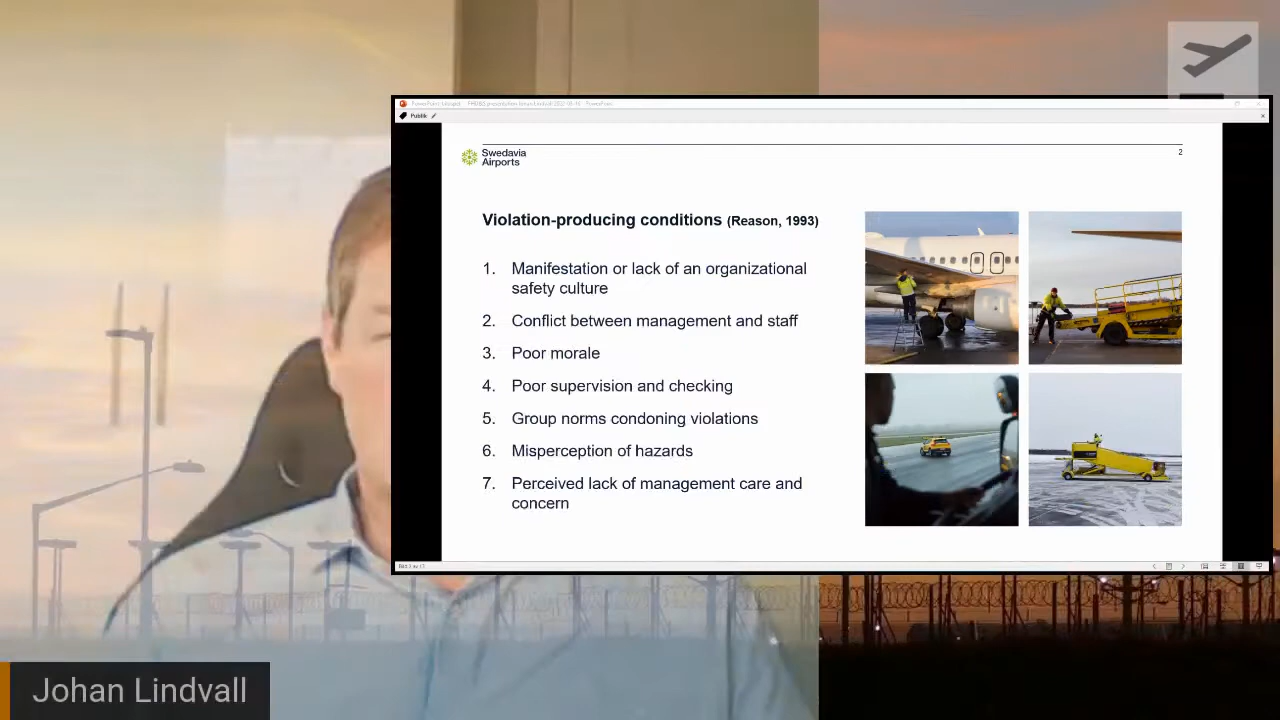 Publik
Swedavia
Airports
2
Violation-producing conditions (Reason, 1993)
1. Manifestation or lack of an organizational
safety culture
2. Conflict between management and staff
3. Poor morale
4. Poor supervision and checking
5. Group norms condoning violations
6. Misperception of hazards
7. Perceived lack of management care and
concern
Johan Lindvall